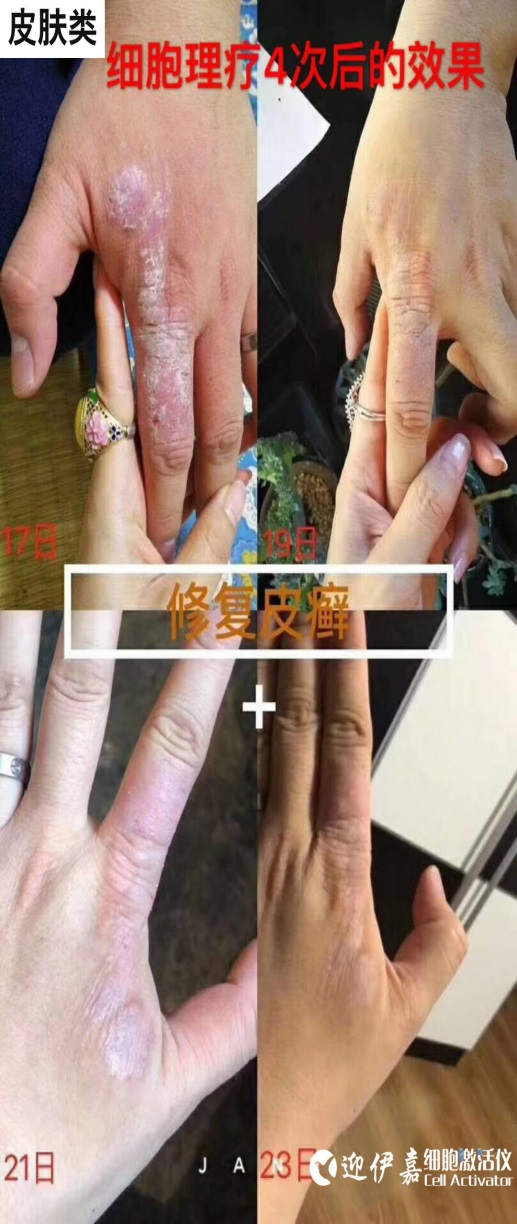 皮肤类
细胞理疗4次后的效果
17日
19日
修复皮癣
+
21日
J A N
23日
迎伊嘉 细胞激活仪
Cell Activator